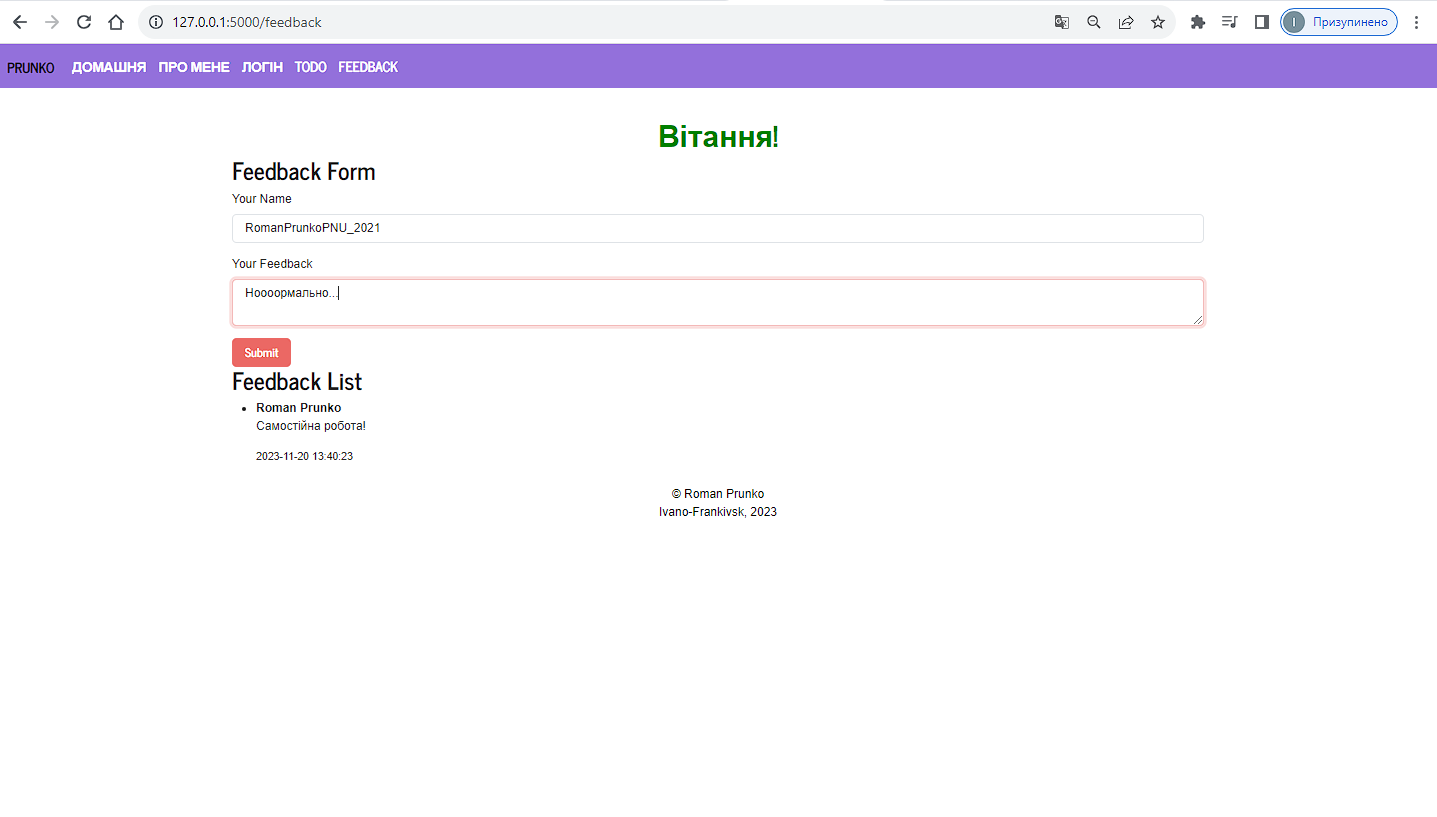 127.0.0.1:5000/feedback
І Призупинено
PRUNKO ДОМАШНЯ ПРО МЕНЕ ЛОГІН TODO FEEDBACK
Вітання!
Feedback Form
Your Name
RomanPrunkoPNU_2021
Your Feedback
Ноооормально...
Submit
Feedback List
Roman Prunko
Самостійна робота!
2023-11-20 13:40:23
© Roman Prunko
Ivano-Frankivsk, 2023